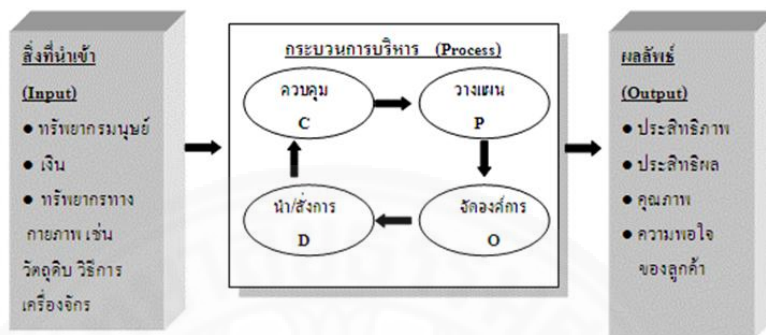 สิ่งที่นำเข้า
(Input)
● ทรัพยากรมนุษย์
● เงิน
● ทรัพยากรทาง
กายภาพ เช่น
วัตถุดิบ วิธีการ
เครื่องจักร
กระบวนการบริหาร (Process)
ควบคุม
C
วางแผน
P
นำ/สั่งการ
D
จัดองค์การ
O
ผลลัพธ์
(Output)
● ประสิทธิภาพ
● ประสิทธิผล
● คุณภาพ
● ความพอใจ
ของลูกค้า